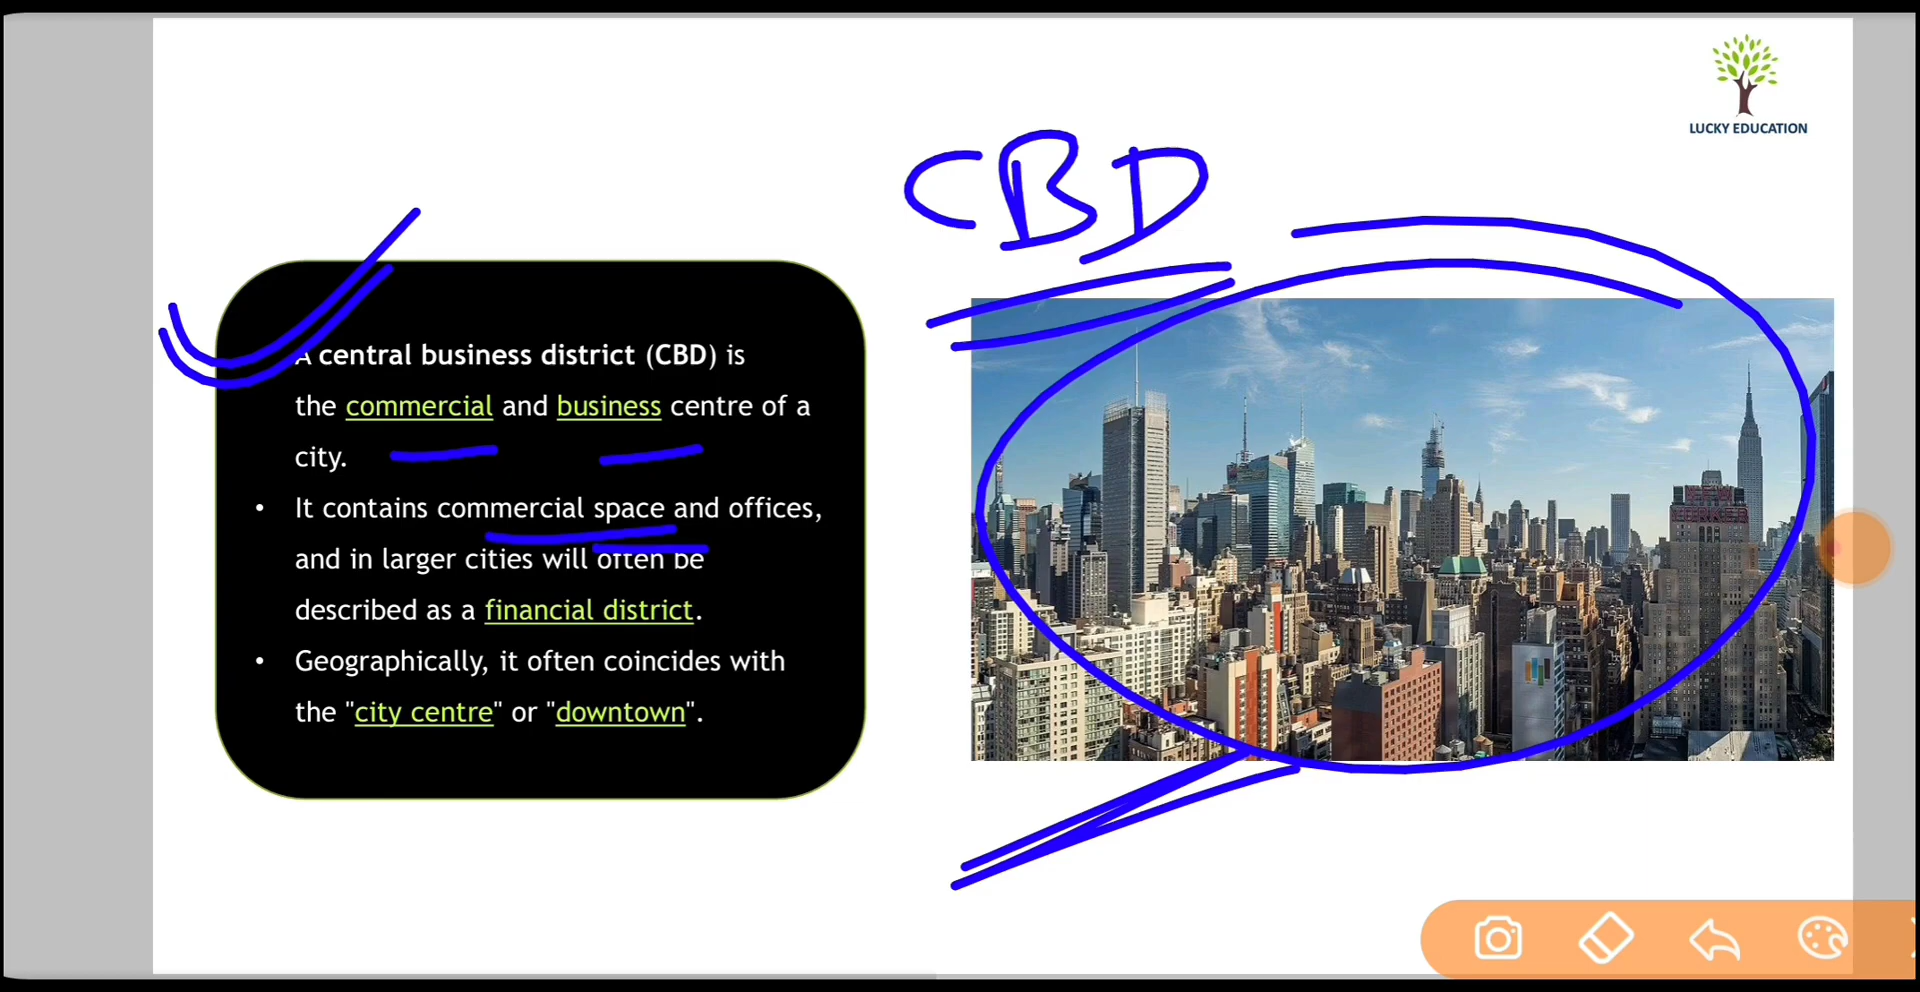 LUCKY EDUCATION
CBD
A central business district (CBD) is
the commercial and business centre of a
city.
• It contains commercial space and offices,
and in larger cities will often be
described as a financial district.
• Geographically, it often coincides with
the "city centre" or "downtown".
NEW
YORKER